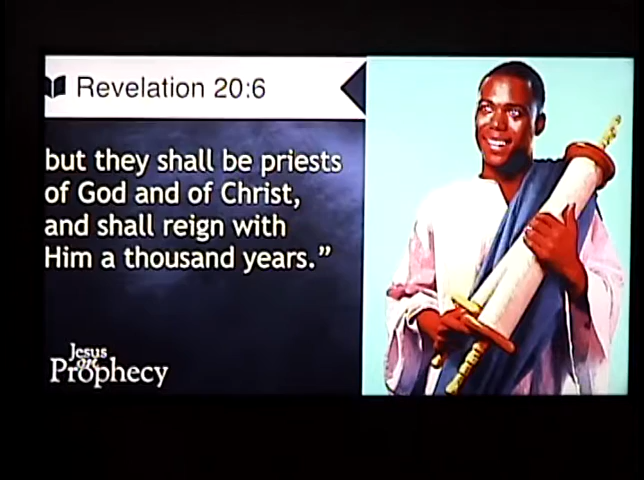 Revelation 20:6
but they shall be priests
of God and of Christ,
and shall reign with
Him a thousand years.”
Jesus
on
Prophecy